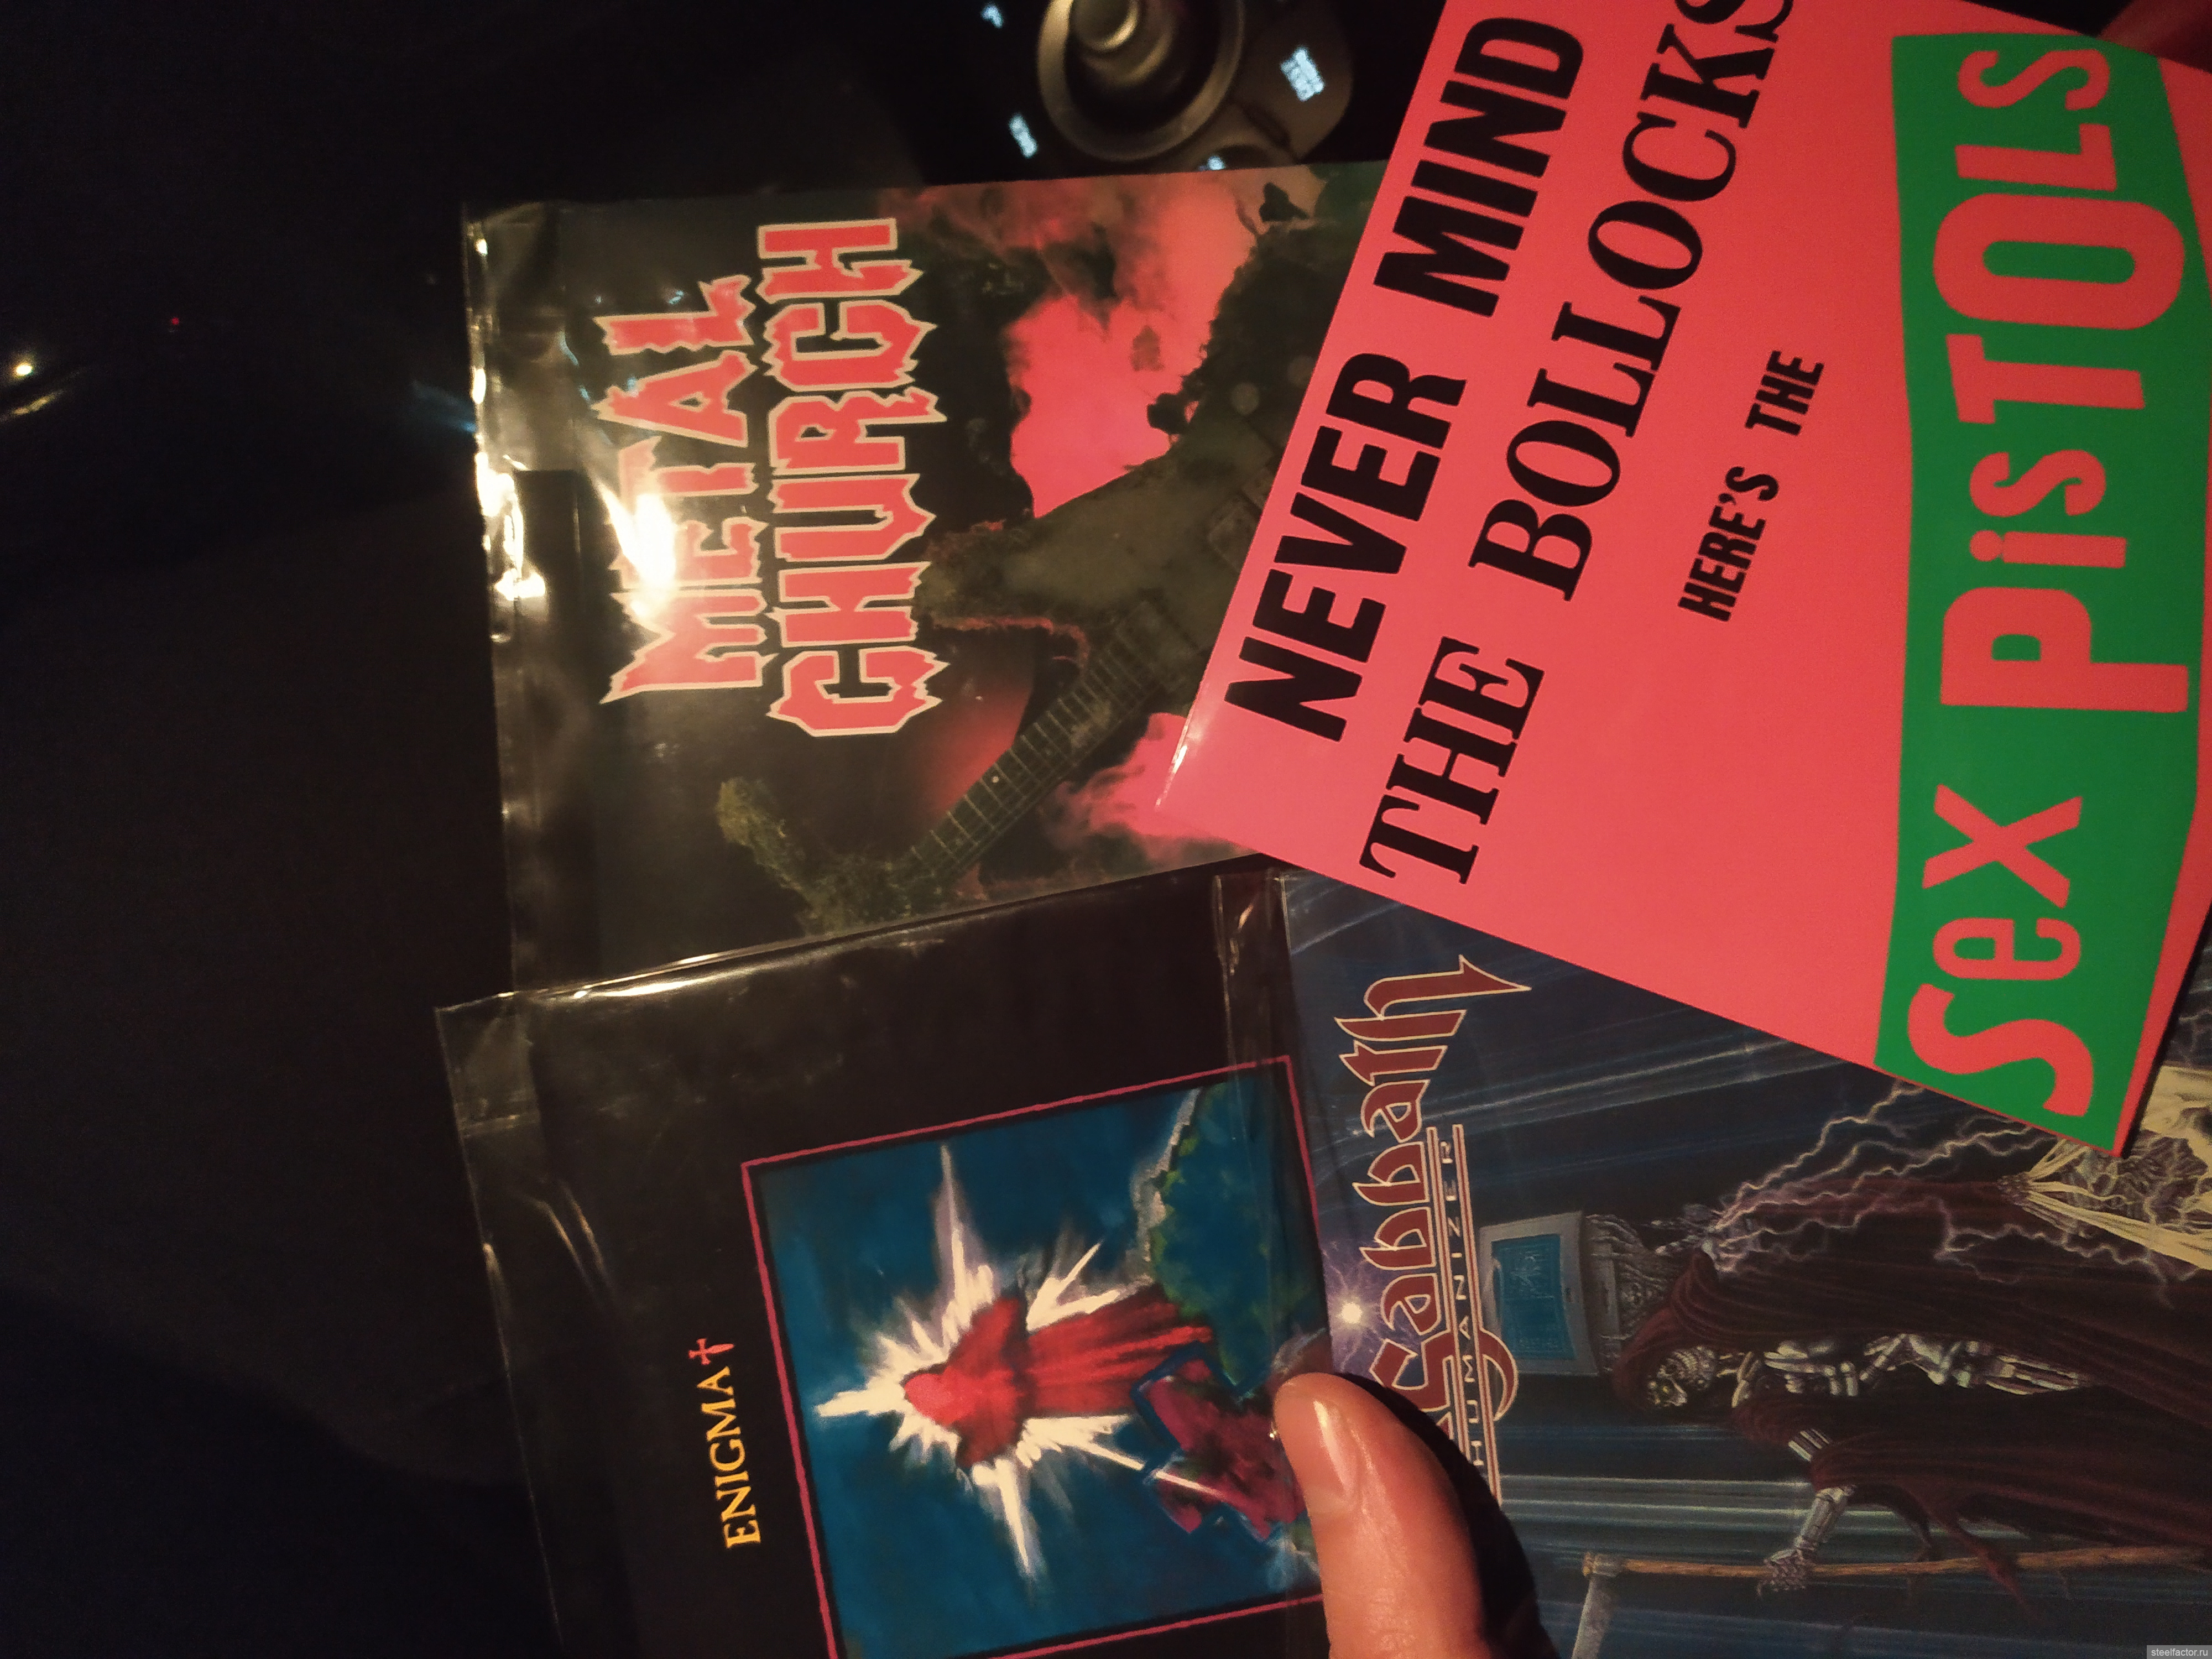 METAL
CHURCH
NEVER MIND
THE BOLLOCKS
HERE'S THE
Sex PisTOLS
ENIGMA
Sabbath
HUMANIZER
steelfactor.ru